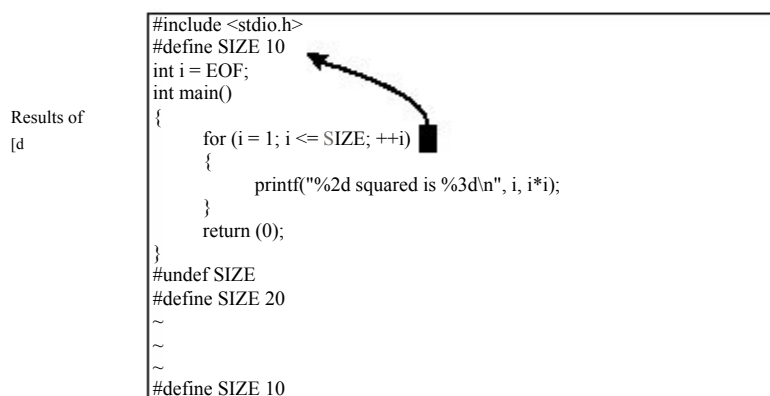 Results of
[d
#include <stdio.h>
#define SIZE 10
int i = EOF;
int main()
{
for (i = 1; i <= SIZE; ++i)
{
printf("%2d squared is %3d\n", i, i*i);
}
return (0);
}
#undef SIZE
#define SIZE 20
~
~
~
#define SIZE 10